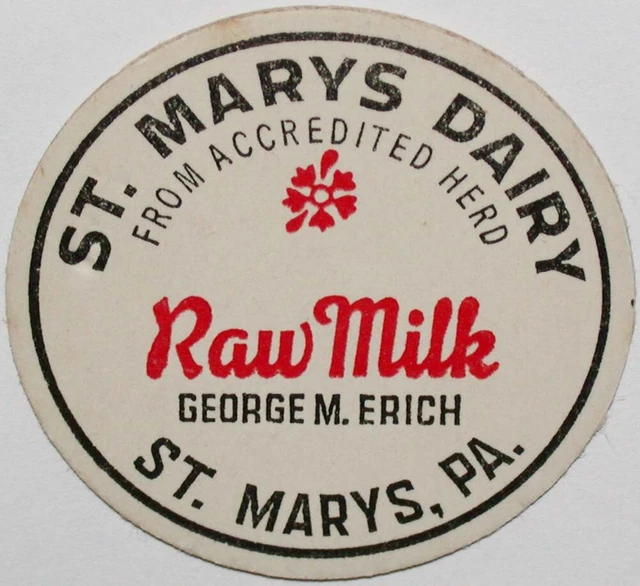 ST. MARYS DAIRY
FROM ACCREDITED HERD
Raw Milk
GEORGE M. ERICH
ST. MARYS, PA.